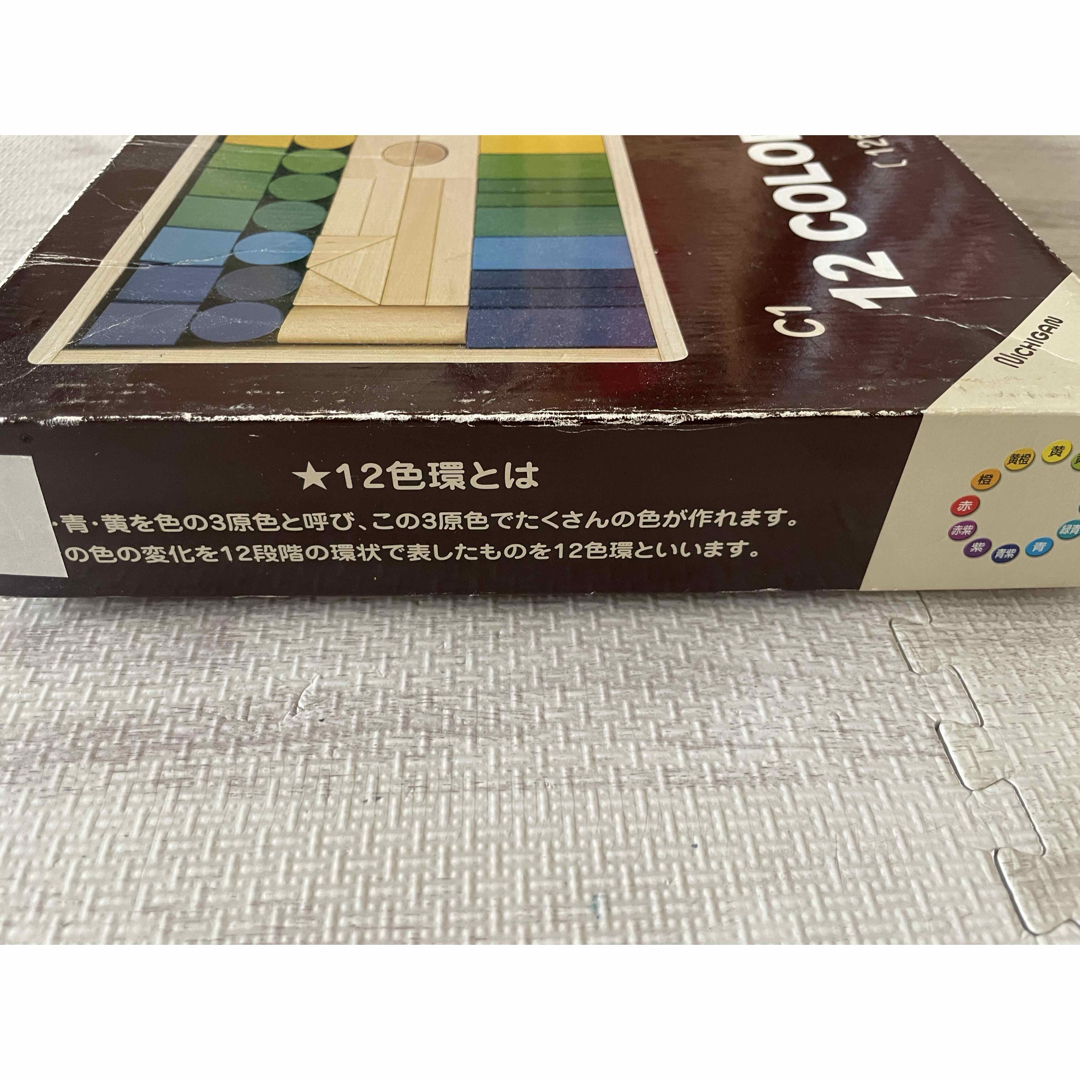 12 COLO
C1
NICHIGAN
★12色環とは
・青・黄を色の3原色と呼び、この3原色でたくさんの色が作れます。
の色の変化を12段階の環状で表したものを12色環といいます。
黄
黄橙
橙
赤
赤紫
紫
青紫
青
緑青